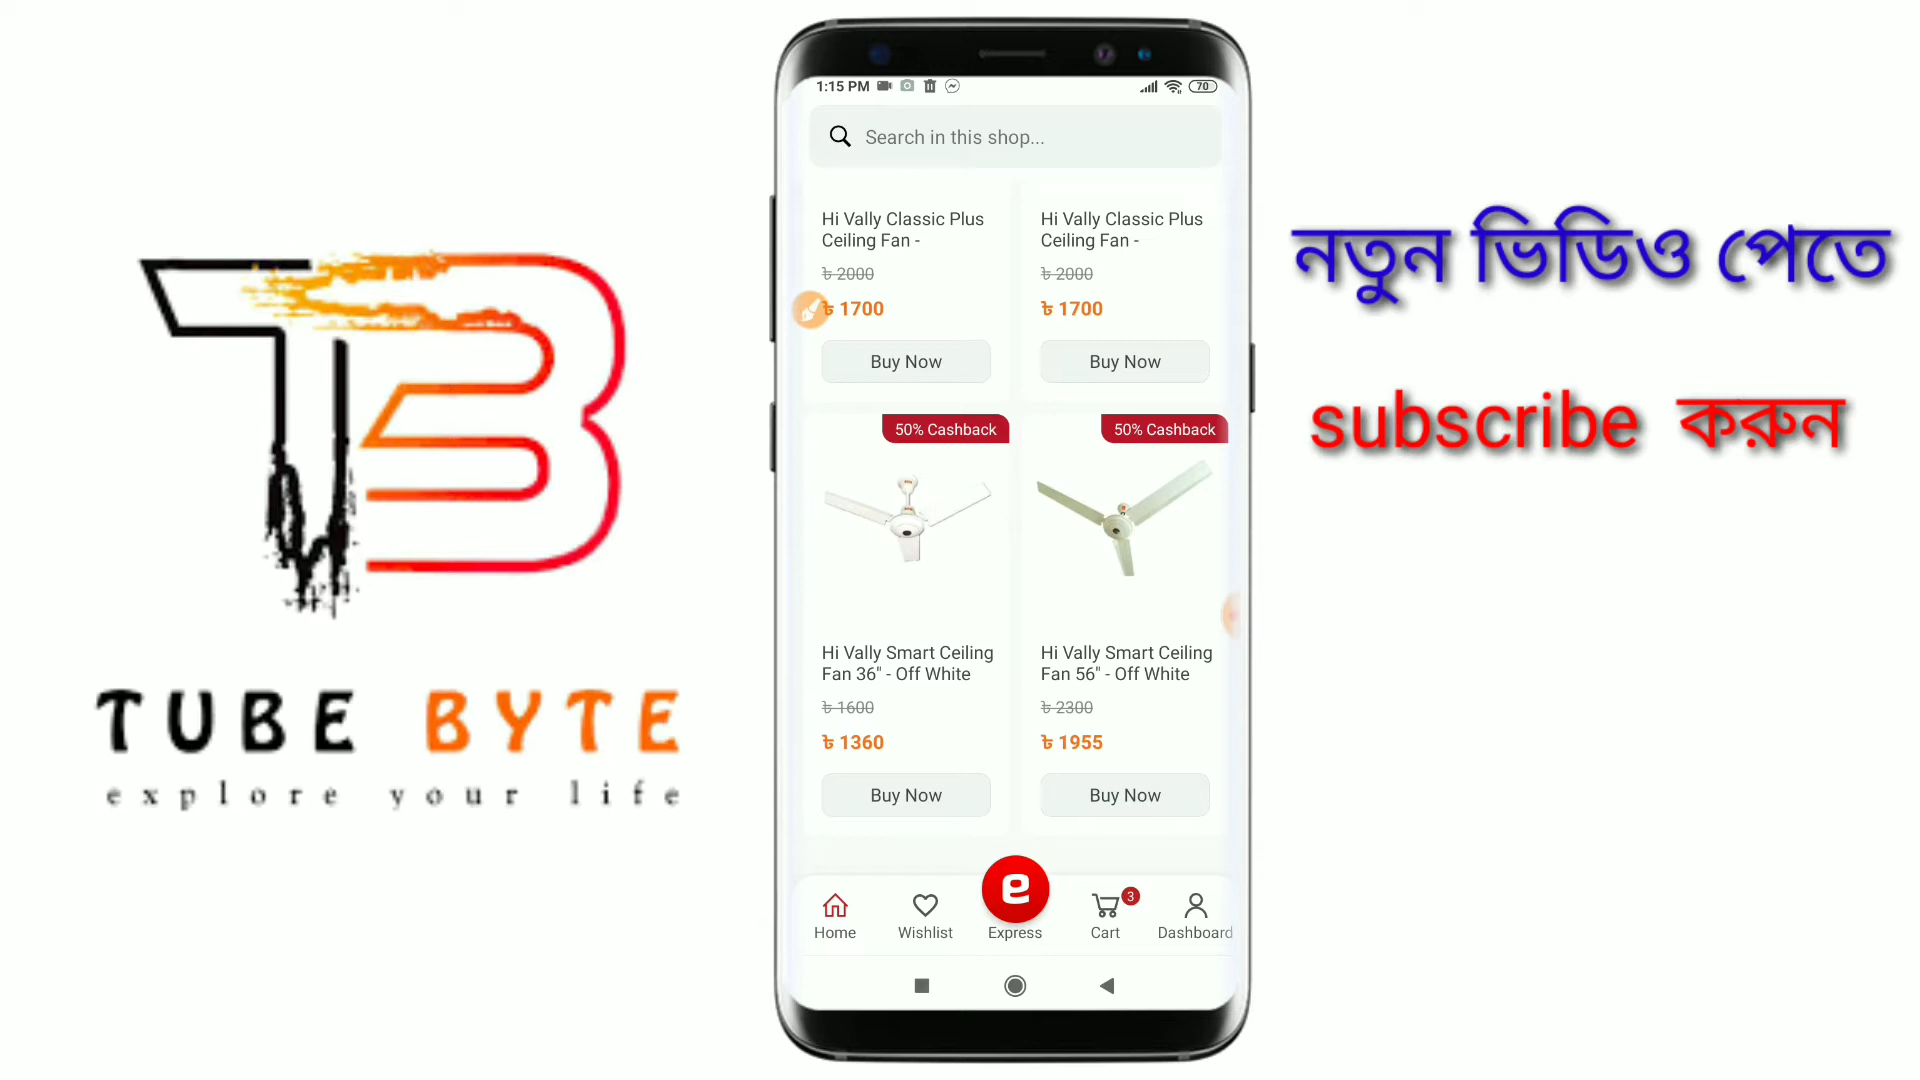 TB
TUBE BYTE
explore your life
1:15 PM
70
Search in this shop...
Hi Vally Classic Plus
Ceiling Fan -
৳ 2000
৳ 1700
Buy Now
Hi Vally Classic Plus
Ceiling Fan -
৳ 2000
৳ 1700
Buy Now
50% Cashback
Hi Vally Smart Ceiling
Fan 36" - Off White
৳ 1600
৳ 1360
Buy Now
50% Cashback
Hi Vally Smart Ceiling
Fan 56" - Off White
৳ 2300
৳ 1955
Buy Now
Home
Wishlist
e
Express
3
Cart
Dashboard
নতুন ভিডিও পেতে
subscribe করুন